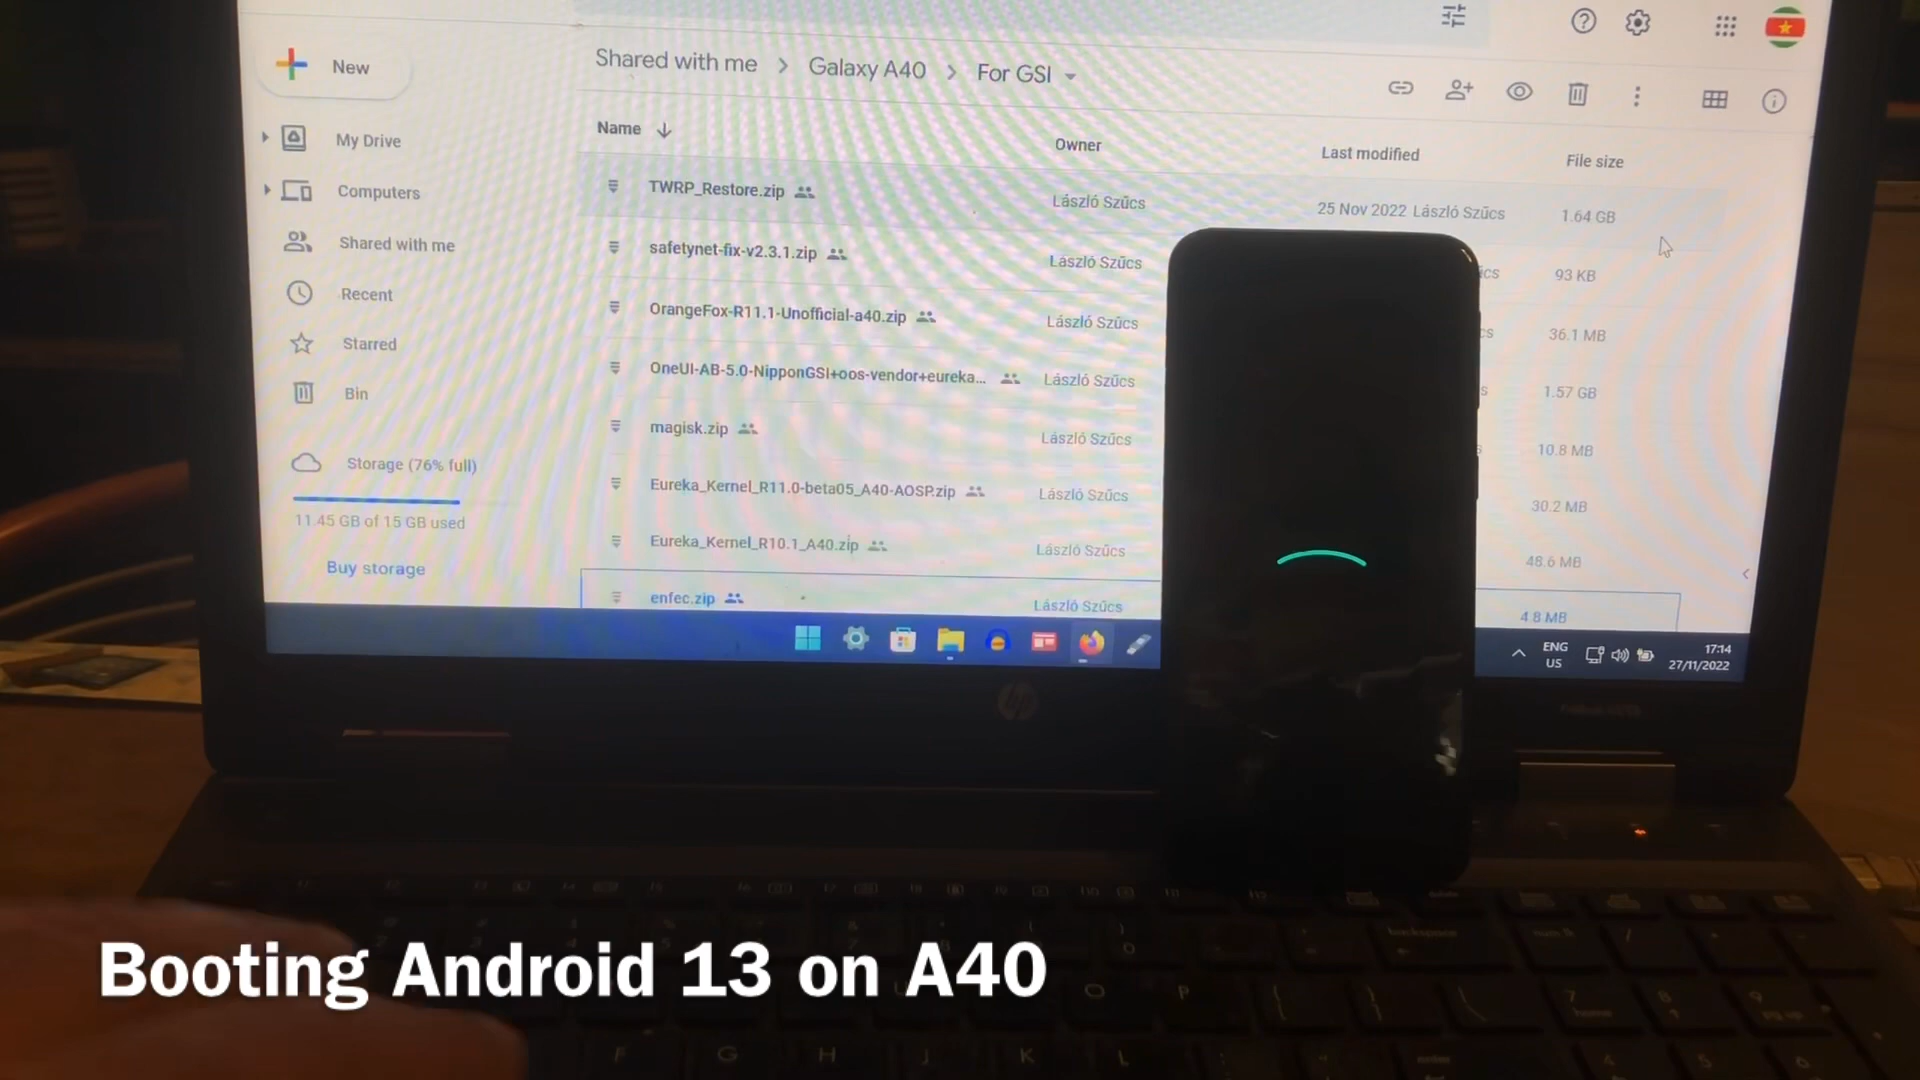 New
Shared with me > Galaxy A40 > For GSI
Name
Owner
Last modified
File size
My Drive
Computers
Shared with me
Recent
Starred
Bin
Storage (76% full)
11.45 GB of 15 GB used
Buy storage
TWRP_Restore.zip László Szűcs 25 Nov 2022 László Szűcs 1.64 GB
safetynet-fix-v2.3.1.zip László Szűcs 93 KB
OrangeFox-R11.1-Unofficial-a40.zip László Szűcs 36.1 MB
OneUI-AB-5.0-NipponGSI+oos-vendor+eureka... László Szűcs 1.57 GB
magisk.zip László Szűcs 10.8 MB
Eureka_Kernel_R11.0-beta05_A40-AOSP.zip László Szűcs 30.2 MB
Eureka_Kernel_R10.1_A40.zip László Szűcs 48.6 MB
enfec.zip László Szűcs 4.8 MB
ENG
US
17:14
27/11/2022
hp
backspace
O P
home
F G H J K L
Booting Android 13 on A40